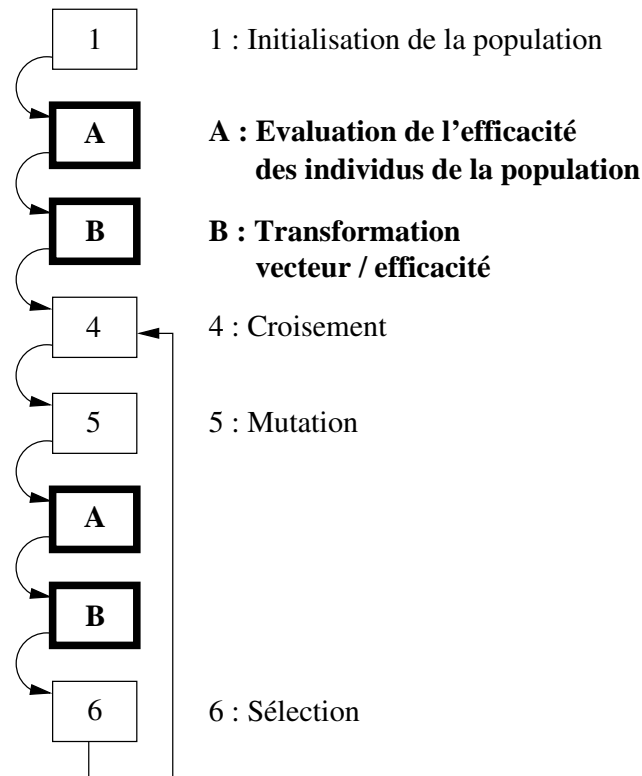 1 1 : Initialisation de la population
A A : Evaluation de l'efficacité
des individus de la population
B B : Transformation
vecteur / efficacité
4 4 : Croisement
5 5 : Mutation
A
B
6 6 : Sélection